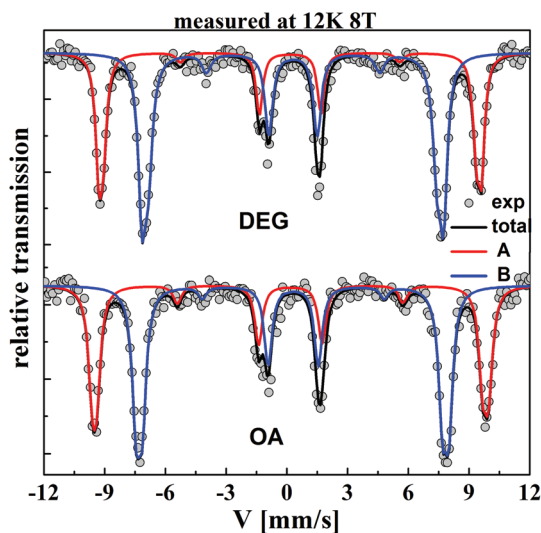 measured at 12K 8T
relative transmission
DEG
exp
total
A
B
OA
-12 -9 -6 -3 0 3 6 9 12
V [mm/s]